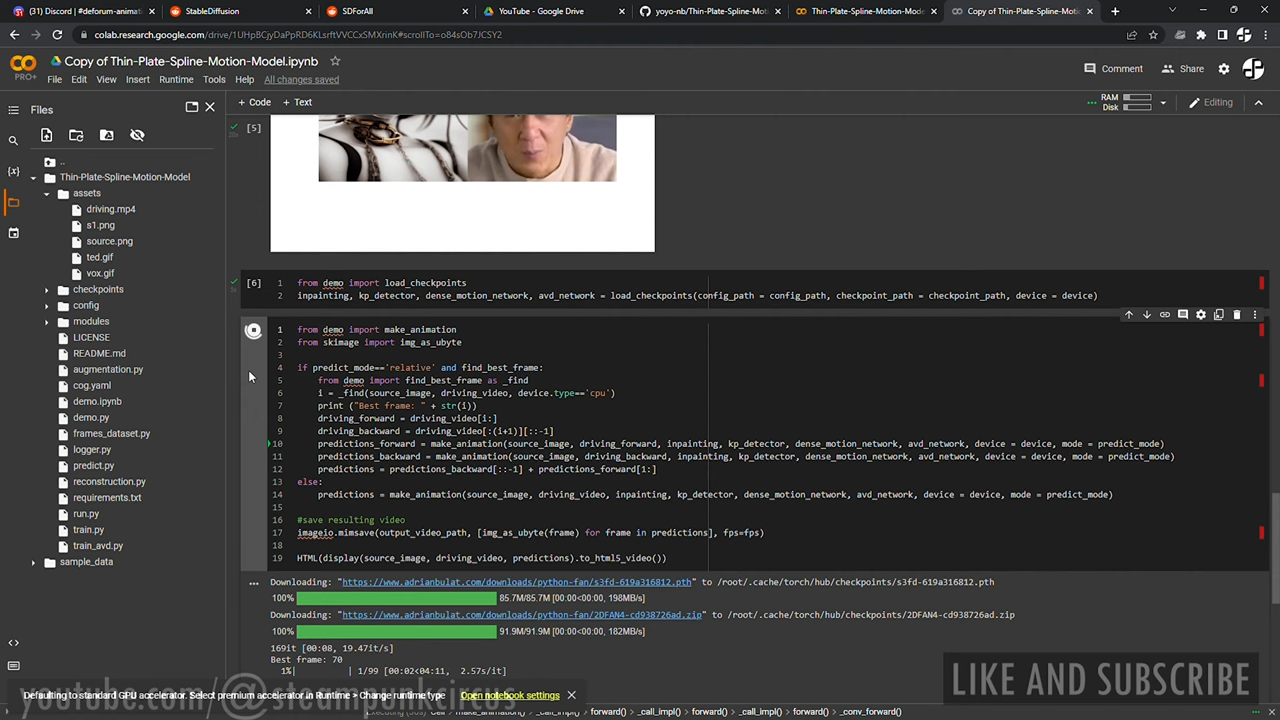 (31) Discord | #deforum-animat
StableDiffusion
SDForAll
YouTube - Google Drive
yoyo-nb/Thin-Plate-Spline-Motio
Thin-Plate-Spline-Motion-Mode
Copy of Thin-Plate-Spline-Motio
colab.research.google.com/drive/1UHpBCjyDaPpRD6KLsrftVVCCxSMXrinK#scrollTo=o84sOb7JCSY2
CO
PRO+
Copy of Thin-Plate-Spline-Motion-Model.ipynb
File Edit View Insert Runtime Tools Help All changes saved
Comment
Share
Files
+ Code + Text
RAM
Disk
Editing
..
Thin-Plate-Spline-Motion-Model
assets
driving.mp4
s1.png
source.png
ted.gif
vox.gif
checkpoints
config
modules
LICENSE
README.md
augmentation.py
cog.yaml
demo.ipynb
demo.py
frames_dataset.py
logger.py
predict.py
reconstruction.py
requirements.txt
run.py
train.py
train_avd.py
sample_data
[5]
[6]
1 from demo import load_checkpoints
2 inpainting, kp_detector, dense_motion_network, avd_network = load_checkpoints(config_path = config_path, checkpoint_path = checkpoint_path, device = device)
1 from demo import make_animation
2 from skimage import img_as_ubyte
3
4 if predict_mode=='relative' and find_best_frame:
5 from demo import find_best_frame as _find
6 i = _find(source_image, driving_video, device.type=='cpu')
7 print ("Best frame: " + str(i))
8 driving_forward = driving_video[i:]
9 driving_backward = driving_video[:(i+1)][::-1]
10 predictions_forward = make_animation(source_image, driving_forward, inpainting, kp_detector, dense_motion_network, avd_network, device = device, mode = predict_mode)
11 predictions_backward = make_animation(source_image, driving_backward, inpainting, kp_detector, dense_motion_network, avd_network, device = device, mode = predict_mode)
12 predictions = predictions_backward[::-1] + predictions_forward[1:]
13 else:
14 predictions = make_animation(source_image, driving_video, inpainting, kp_detector, dense_motion_network, avd_network, device = device, mode = predict_mode)
15
16 #save resulting video
17 imageio.mimsave(output_video_path, [img_as_ubyte(frame) for frame in predictions], fps=fps)
18
19 HTML(display(source_image, driving_video, predictions).to_html5_video())
Downloading: "https://www.adrianbulat.com/downloads/python-fan/s3fd-619a316812.pth" to /root/.cache/torch/hub/checkpoints/s3fd-619a316812.pth
100% 85.7M/85.7M [00:00<00:00, 198MB/s]
Downloading: "https://www.adrianbulat.com/downloads/python-fan/2DFAN4-cd938726ad.zip" to /root/.cache/torch/hub/checkpoints/2DFAN4-cd938726ad.zip
100% 91.9M/91.9M [00:00<00:00, 182MB/s]
169it [00:08, 19.47it/s]
Best frame: 70
1%| | 1/99 [00:02<04:11, 2.57s/it]
Defaulting to standard GPU accelerator. Select premium accelerator in Runtime > Change runtime type
Open notebook settings
youtube.com/@steampunkcircus
LIKE AND SUBSCRIBE
make_animation() > _call_impl() > forward() > _call_impl() > forward() > _call_impl() > forward() > _conv_forward()